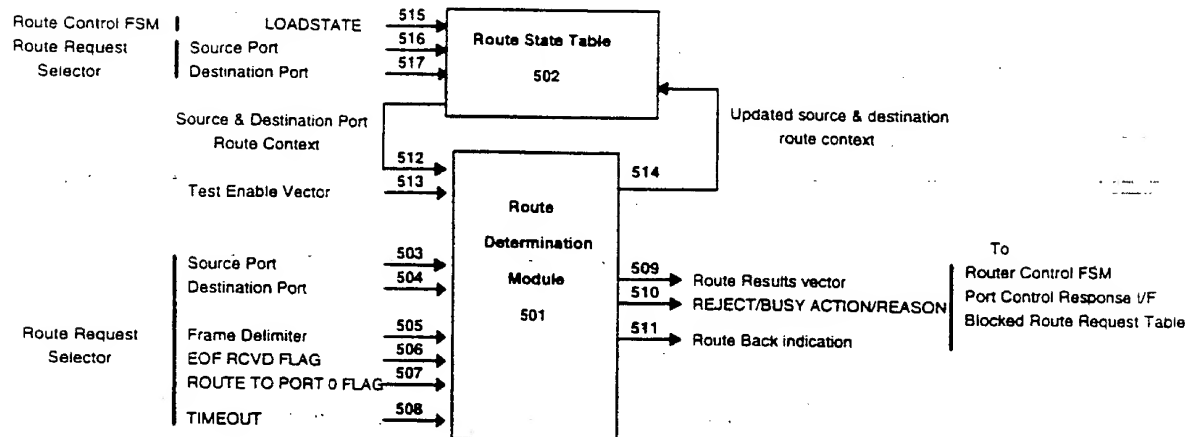 Route Control FSM
LOADSTATE
515
Route Request
Selector
Source Port
516
Destination Port
517
Route State Table
502
Source & Destination Port
Route Context
512
Test Enable Vector
513
514
Updated source & destination
route context
Route
Determination
Module
501
Route Request
Selector
Source Port
503
Destination Port
504
Frame Delimiter
505
EOF RCVD FLAG
506
ROUTE TO PORT 0 FLAG
507
TIMEOUT
508
509
Route Results vector
510
REJECT/BUSY ACTION/REASON
511
Route Back indication
To
Router Control FSM
Port Control Response I/F
Blocked Route Request Table